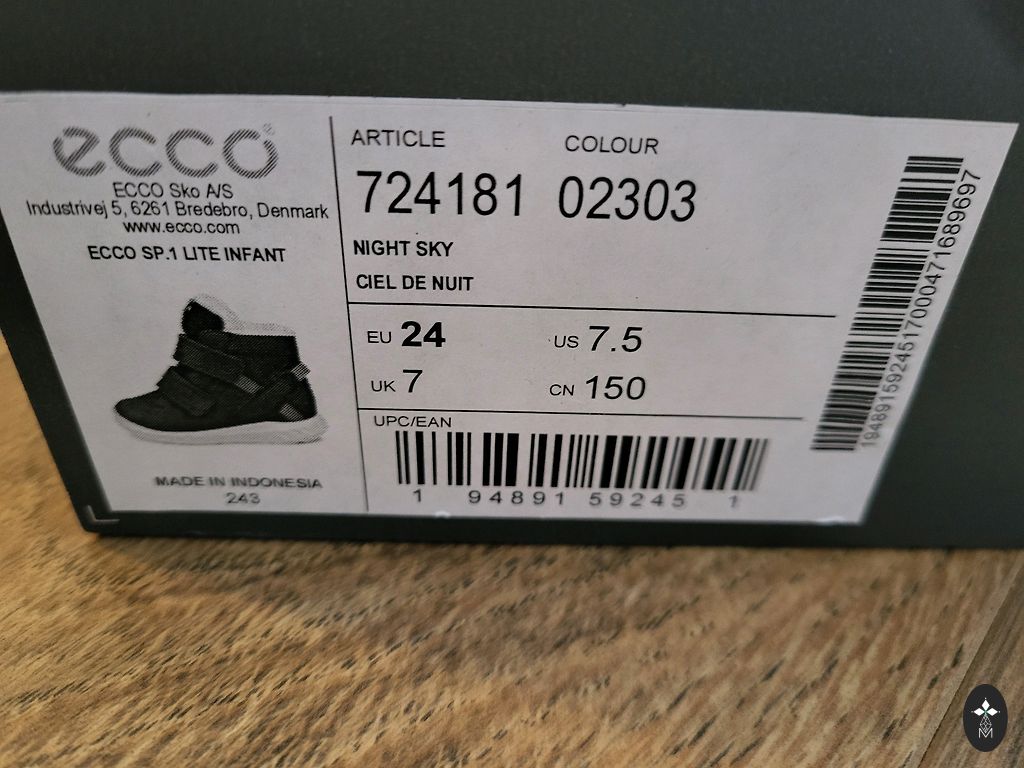 ecco
ECCO Sko A/S
Industrivej 5, 6261 Bredebro, Denmark
www.ecco.com
ECCO SP.1 LITE INFANT
MADE IN INDONESIA
243
ARTICLE COLOUR
724181 02303
NIGHT SKY
CIEL DE NUIT
EU 24 US 7.5
UK 7 CN 150
UPC/EAN
1 94891 59245 1
1948915924517000471689697
M